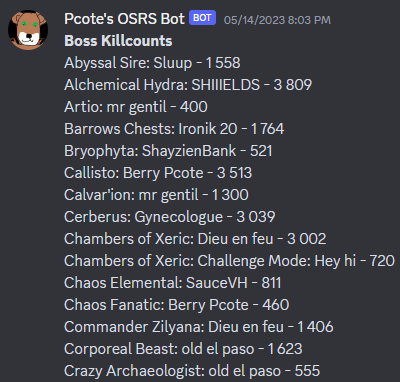 Pcote's OSRS Bot BOT 05/14/2023 8:03 PM
Boss Killcounts
Abyssal Sire: Sluup - 1 558
Alchemical Hydra: SHIIIELDS - 3 809
Artio: mr gentil - 400
Barrows Chests: Ironik 20 - 1 764
Bryophyta: ShayzienBank - 521
Callisto: Berry Pcote - 3 513
Calvar'ion: mr gentil - 1 300
Cerberus: Gynecologue - 3 039
Chambers of Xeric: Dieu en feu - 3 002
Chambers of Xeric: Challenge Mode: Hey hi - 720
Chaos Elemental: SauceVH - 811
Chaos Fanatic: Berry Pcote - 460
Commander Zilyana: Dieu en feu - 1 406
Corporeal Beast: old el paso - 1 623
Crazy Archaeologist: old el paso - 555